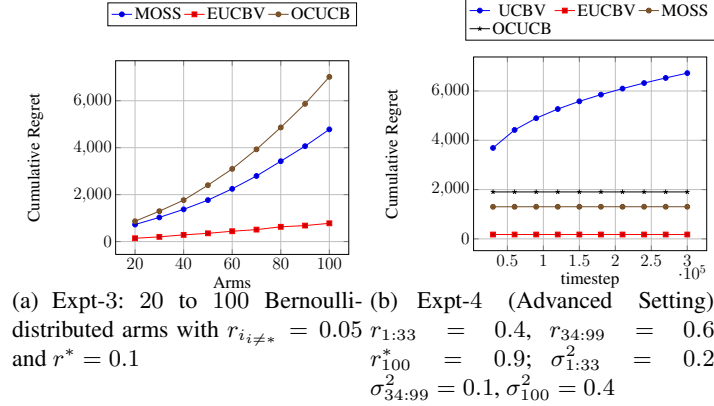 MOSS EUCBV OCUCB
6,000
4,000
2,000
0
Cumulative Regret
20 40 60 80 100
Arms
(a) Expt-3: 20 to 100 Bernoulli-
distributed arms with r_{i_{i≠*}} = 0.05
and r* = 0.1
UCBV EUCBV MOSS
OCUCB
6,000
4,000
2,000
0
Cumulative Regret
0.5 1 1.5 2 2.5 3
timestep ·10^5
(b) Expt-4 (Advanced Setting)
r_{1:33} = 0.4, r_{34:99} = 0.6
r^*_{100} = 0.9; σ^2_{1:33} = 0.2
σ^2_{34:99} = 0.1, σ^2_{100} = 0.4